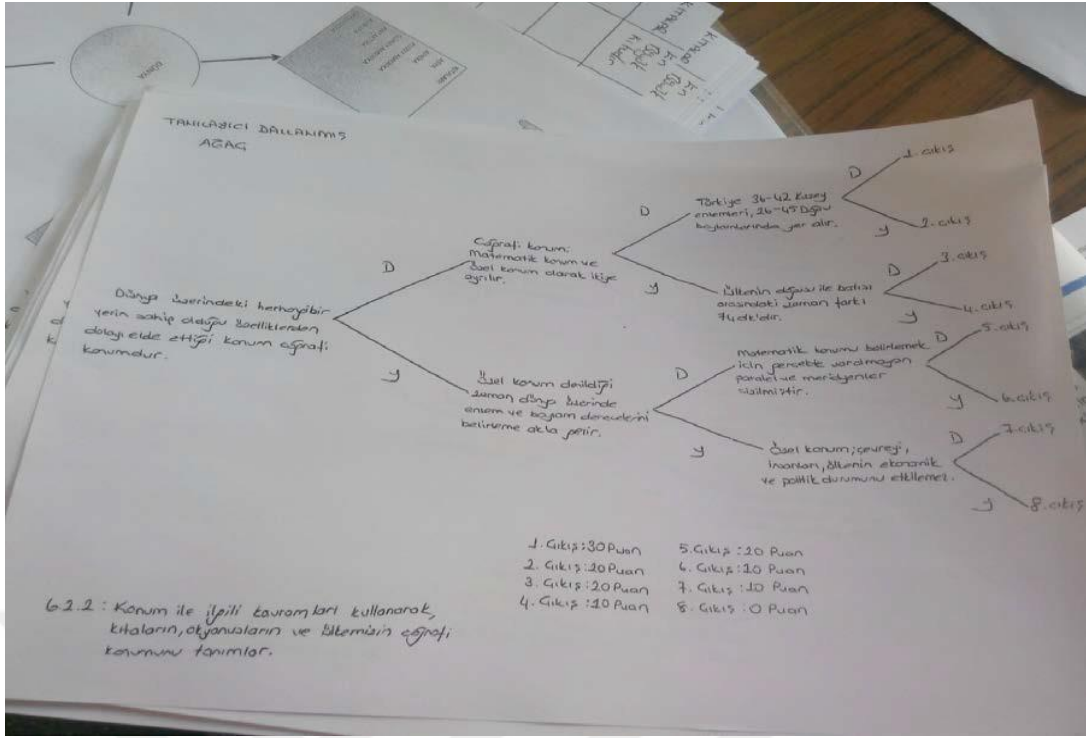 TANILAYICI DALLANMIŞ
AĞAÇ
Dünya üzerindeki herhangibir
yerin sahip olduğu özelliklerden
dolayı elde ettiği konum coğrafi
konumdur.
D
Y
Coğrafi konum;
matematik konum ve
özel konum olarak ikiye
ayrılır.
D
Y
Özel konum denildiği
zaman dünya üzerinde
enlem ve boylam derecelerini
belirleme akla gelir.
D
Y
Türkiye 36-42 Kuzey
enlemleri, 26-45 Doğu
boylamlarında yer alır.
D
1. çıkış
Y
2. çıkış
Ülkenin doğusu ile batısı
arasındaki zaman farkı
74 dk'dır.
D
3. çıkış
Y
4. çıkış
Matematik konumu belirlemek
için gerçekte varolmayan
paralel ve meridyenler
çizilmiştir.
D
5. çıkış
Y
6. çıkış
Özel konum; çevreyi,
insanları, ülkenin ekonomik
ve politik durumunu etkilemez.
D
7. çıkış
Y
8. çıkış
1. Çıkış: 30 Puan
2. Çıkış: 20 Puan
3. Çıkış: 20 Puan
4. Çıkış: 10 Puan
5. Çıkış: 20 Puan
6. Çıkış: 10 Puan
7. Çıkış: 10 Puan
8. Çıkış: 0 Puan
6.2.2: Konum ile ilgili kavramları kullanarak,
kıtaların, okyanusların ve ülkemizin coğrafi
konumunu tanımlar.
DÜNYA